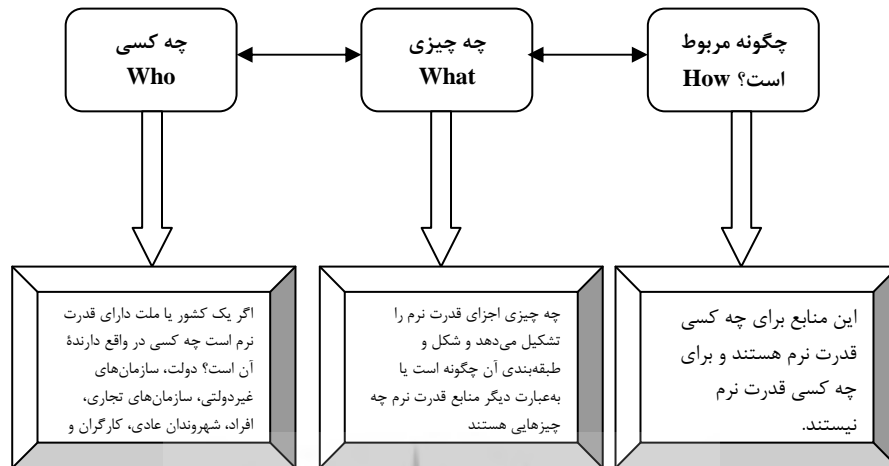 چگونه مربوط
است؟ How
چه چیزی
What
چه کسی
Who
این منابع برای چه کسی
قدرت نرم هستند و برای
چه کسی قدرت نرم
نیستند.
چه چیزی اجزای قدرت نرم را
تشکیل می‌دهد و شکل و
طبقه‌بندی آن چگونه است یا
به‌عبارت دیگر منابع قدرت نرم چه
چیزهایی هستند
اگر یک کشور یا ملت دارای قدرت
نرم است چه کسی در واقع دارندۀ
آن است؟ دولت، سازمان‌های
غیردولتی، سازمان‌های تجاری،
افراد، شهروندان عادی، کارگران و